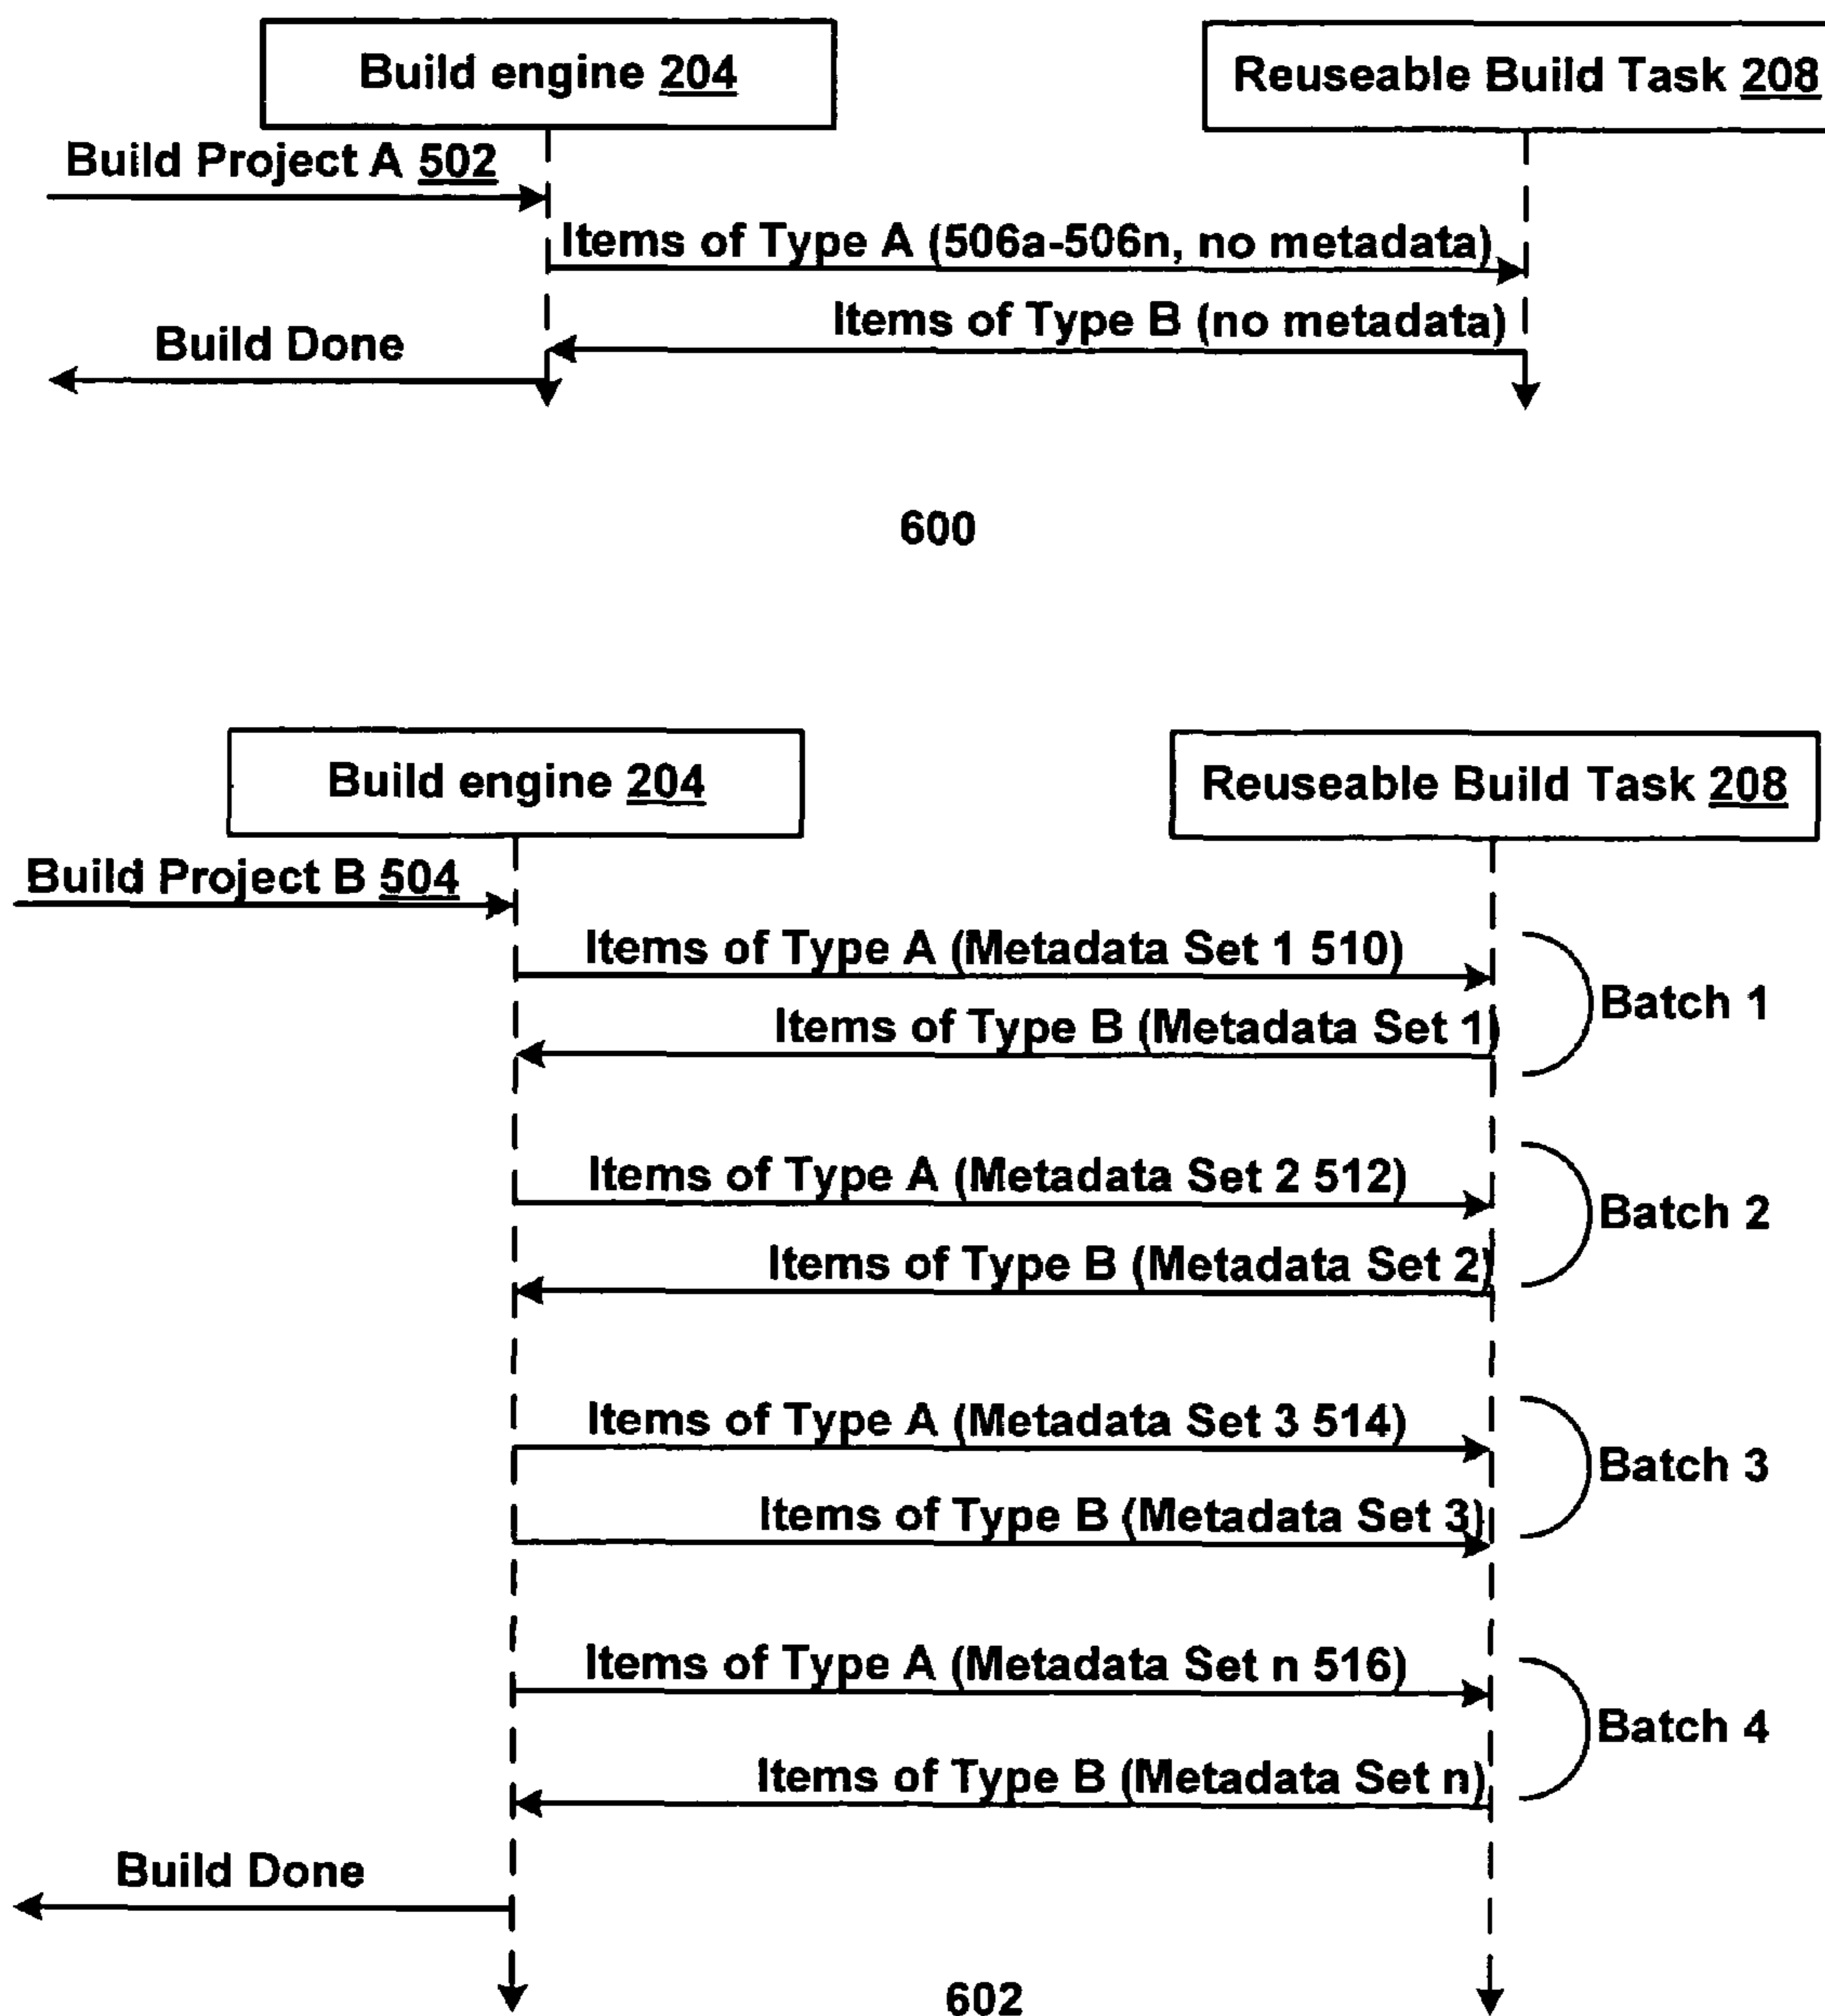 Build engine 204
Reuseable Build Task 208
Build Project A 502
Items of Type A (506a-506n, no metadata)
Items of Type B (no metadata)
Build Done
600
Build engine 204
Reuseable Build Task 208
Build Project B 504
Items of Type A (Metadata Set 1 510)
Batch 1
Items of Type B (Metadata Set 1)
Items of Type A (Metadata Set 2 512)
Batch 2
Items of Type B (Metadata Set 2)
Items of Type A (Metadata Set 3 514)
Batch 3
Items of Type B (Metadata Set 3)
Items of Type A (Metadata Set n 516)
Batch 4
Items of Type B (Metadata Set n)
Build Done
602